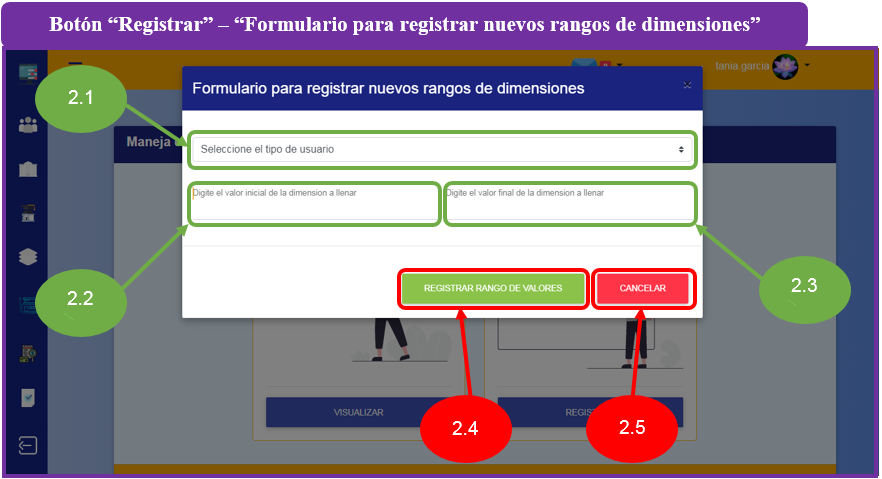 Botón “Registrar” – “Formulario para registrar nuevos rangos de dimensiones”
tania.garcia
Formulario para registrar nuevos rangos de dimensiones
×
2.1
Maneja
Seleccione el tipo de usuario
Digite el valor inicial de la dimension a llenar
Digite el valor final de la dimension a llenar
2.2
2.3
REGISTRAR RANGO DE VALORES
CANCELAR
VISUALIZAR
2.4
2.5